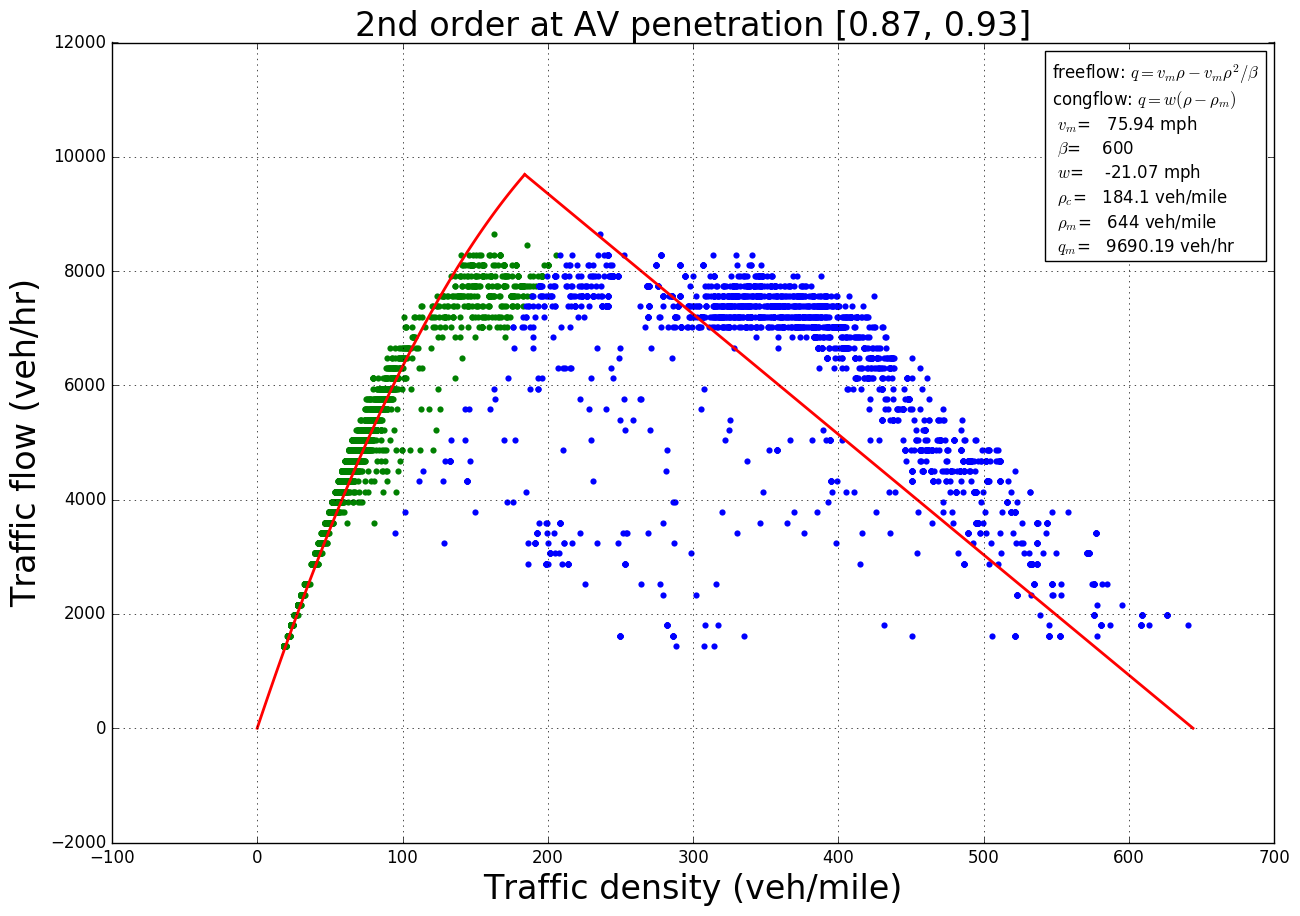 2nd order at AV penetration [0.87, 0.93]
12000
10000
8000
6000
4000
2000
0
−2000
Traffic flow (veh/hr)
freeflow: q = v_m ρ − v_m ρ²/β
congflow: q = w(ρ − ρ_m)
v_m= 75.94 mph
β= 600
w= -21.07 mph
ρ_c= 184.1 veh/mile
ρ_m= 644 veh/mile
q_m= 9690.19 veh/hr
−100 0 100 200 300 400 500 600 700
Traffic density (veh/mile)